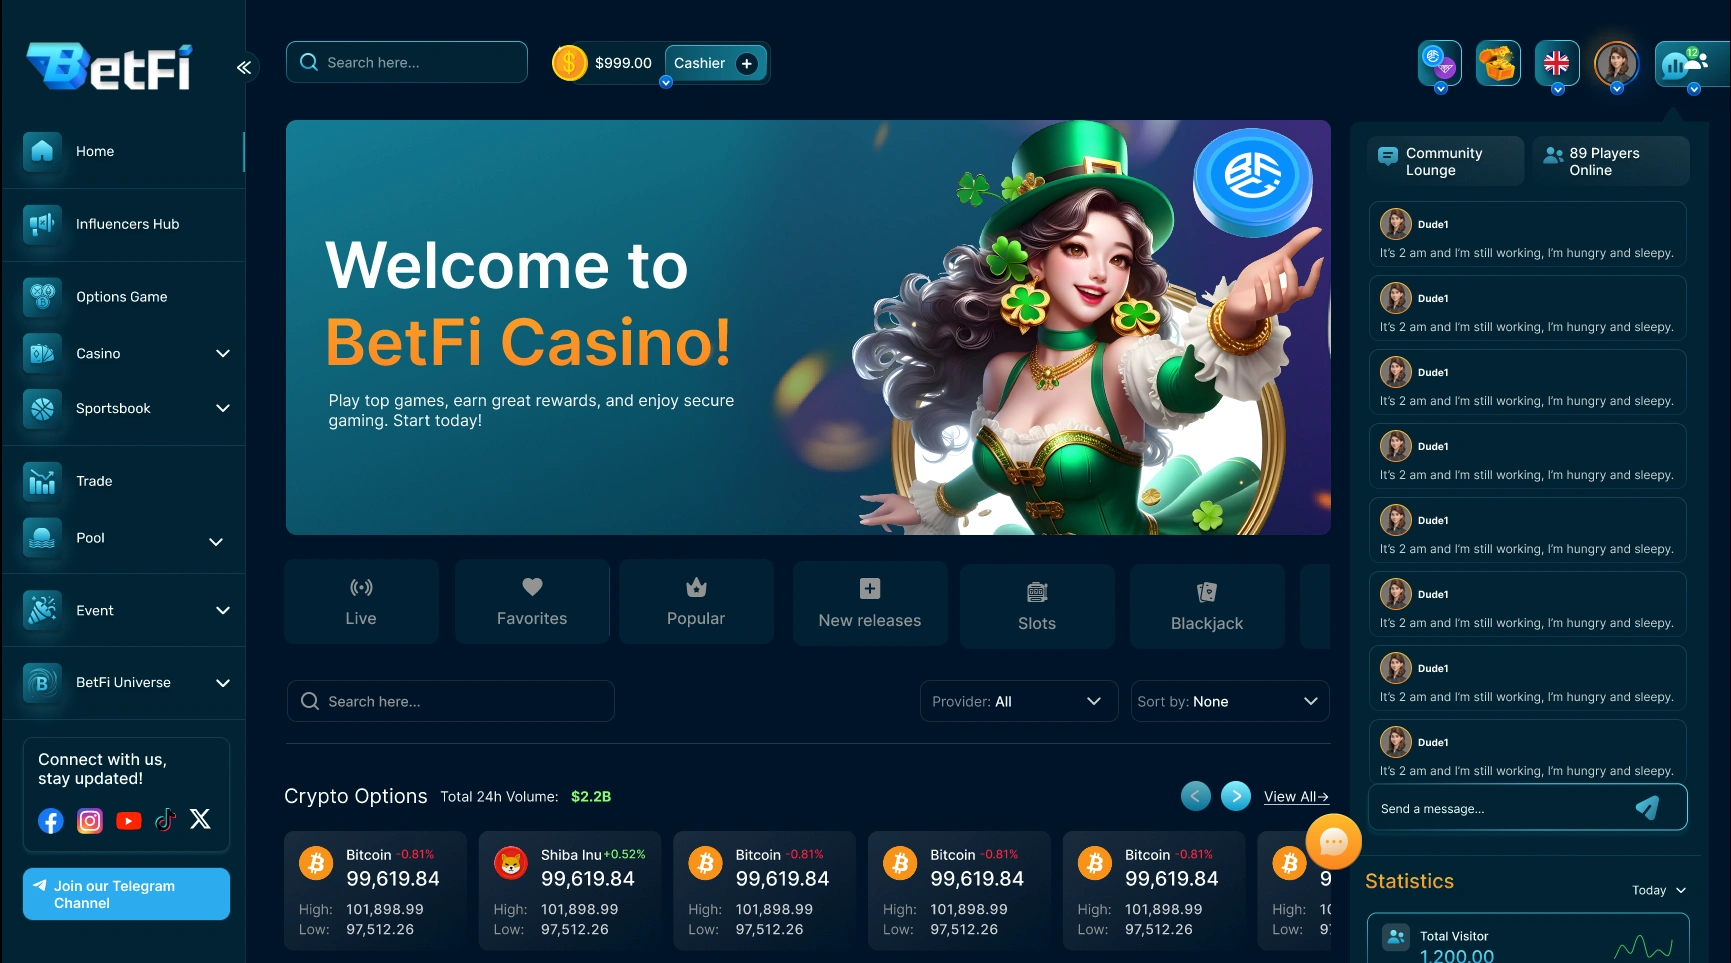 BetFi
Home
Influencers Hub
Options Game
Casino
Sportsbook
Trade
Pool
Event
BetFi Universe
Connect with us,
stay updated!
Join our Telegram
Channel
Search here...
$999.00
Cashier
12
Welcome to
BetFi Casino!
Play top games, earn great rewards, and enjoy secure
gaming. Start today!
BFC
Live
Favorites
Popular
New releases
Slots
Blackjack
Search here...
Provider: All
Sort by: None
Crypto Options Total 24h Volume: $2.2B
View All→
Bitcoin -0.81%
99,619.84
High: 101,898.99
Low: 97,512.26
Shiba Inu +0.52%
99,619.84
High: 101,898.99
Low: 97,512.26
Bitcoin -0.81%
99,619.84
High: 101,898.99
Low: 97,512.26
Bitcoin -0.81%
99,619.84
High: 101,898.99
Low: 97,512.26
Bitcoin -0.81%
99,619.84
High: 101,898.99
Low: 97,512.26
High:
Low:
Community
Lounge
89 Players
Online
Dude1
It's 2 am and I'm still working, I'm hungry and sleepy.
Dude1
It's 2 am and I'm still working, I'm hungry and sleepy.
Dude1
It's 2 am and I'm still working, I'm hungry and sleepy.
Dude1
It's 2 am and I'm still working, I'm hungry and sleepy.
Dude1
It's 2 am and I'm still working, I'm hungry and sleepy.
Dude1
It's 2 am and I'm still working, I'm hungry and sleepy.
Dude1
It's 2 am and I'm still working, I'm hungry and sleepy.
Dude1
It's 2 am and I'm still working, I'm hungry and sleepy.
Send a message...
Statistics
Today
Total Visitor
1,200.00